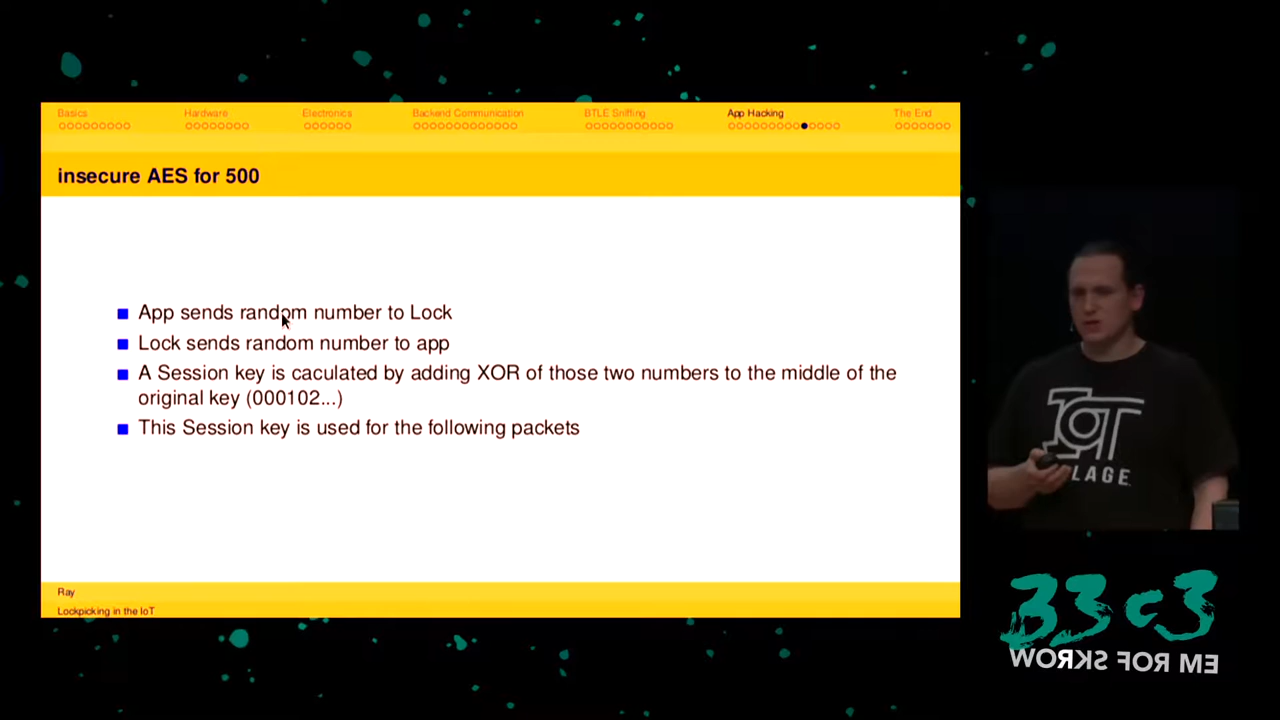 Basics Hardware Electronics Backend Communication BTLE Sniffing App Hacking The End
insecure AES for 500
App sends random number to Lock
Lock sends random number to app
A Session key is caculated by adding XOR of those two numbers to the middle of the
original key (000102...)
This Session key is used for the following packets
Ray
Lockpicking in the IoT
IOT
LAGE
33c3
WORKS FOR ME